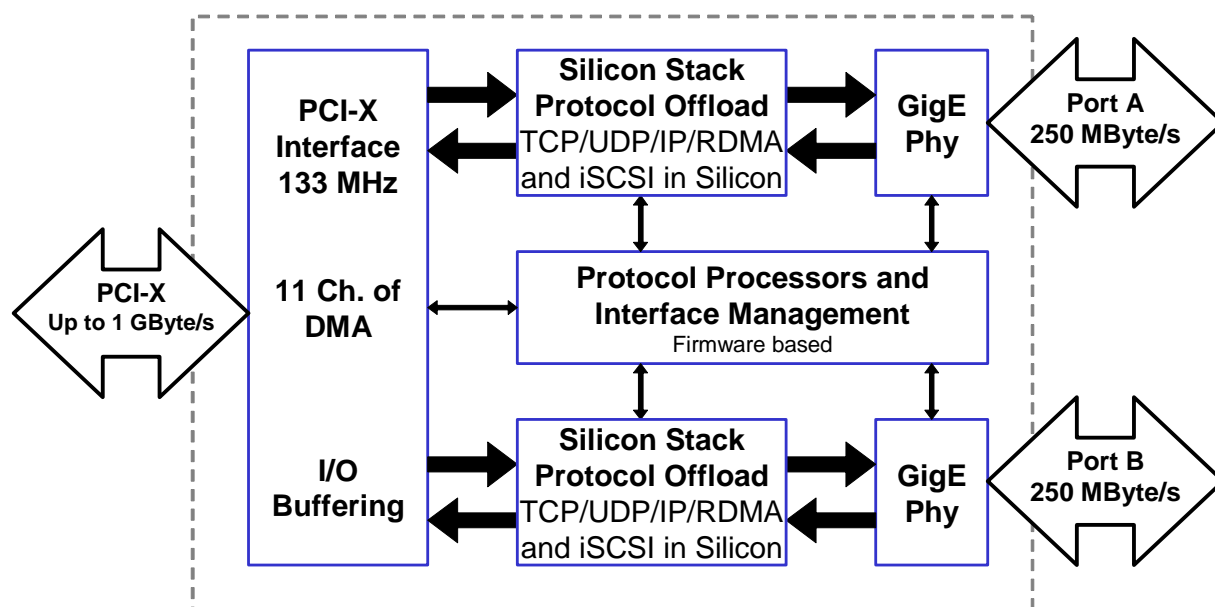 PCI-X
Up to 1 GByte/s
PCI-X
Interface
133 MHz
11 Ch. of
DMA
I/O
Buffering
Silicon Stack
Protocol Offload
TCP/UDP/IP/RDMA
and iSCSI in Silicon
GigE
Phy
Port A
250 MByte/s
Protocol Processors and
Interface Management
Firmware based
Silicon Stack
Protocol Offload
TCP/UDP/IP/RDMA
and iSCSI in Silicon
GigE
Phy
Port B
250 MByte/s